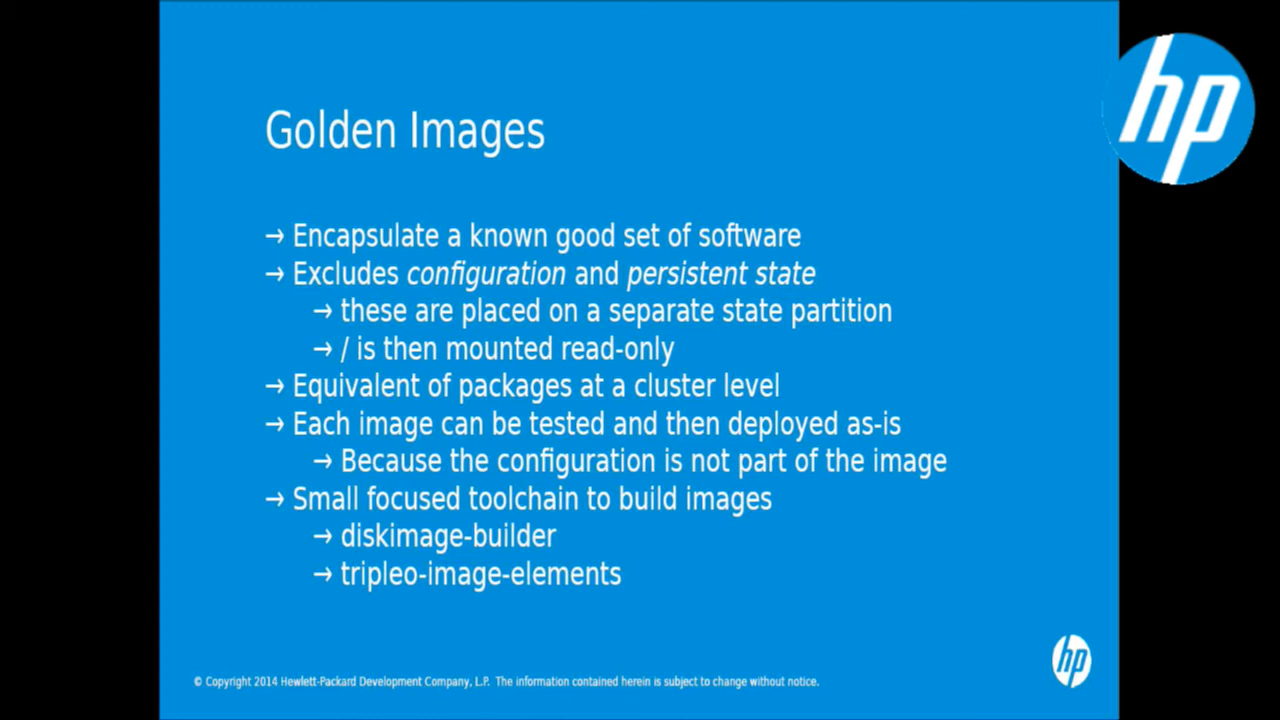 hp
Golden Images
→ Encapsulate a known good set of software
→ Excludes configuration and persistent state
→ these are placed on a separate state partition
→ / is then mounted read-only
→ Equivalent of packages at a cluster level
→ Each image can be tested and then deployed as-is
→ Because the configuration is not part of the image
→ Small focused toolchain to build images
→ diskimage-builder
→ tripleo-image-elements
hp
© Copyright 2014 Hewlett-Packard Development Company, L.P. The information contained herein is subject to change without notice.